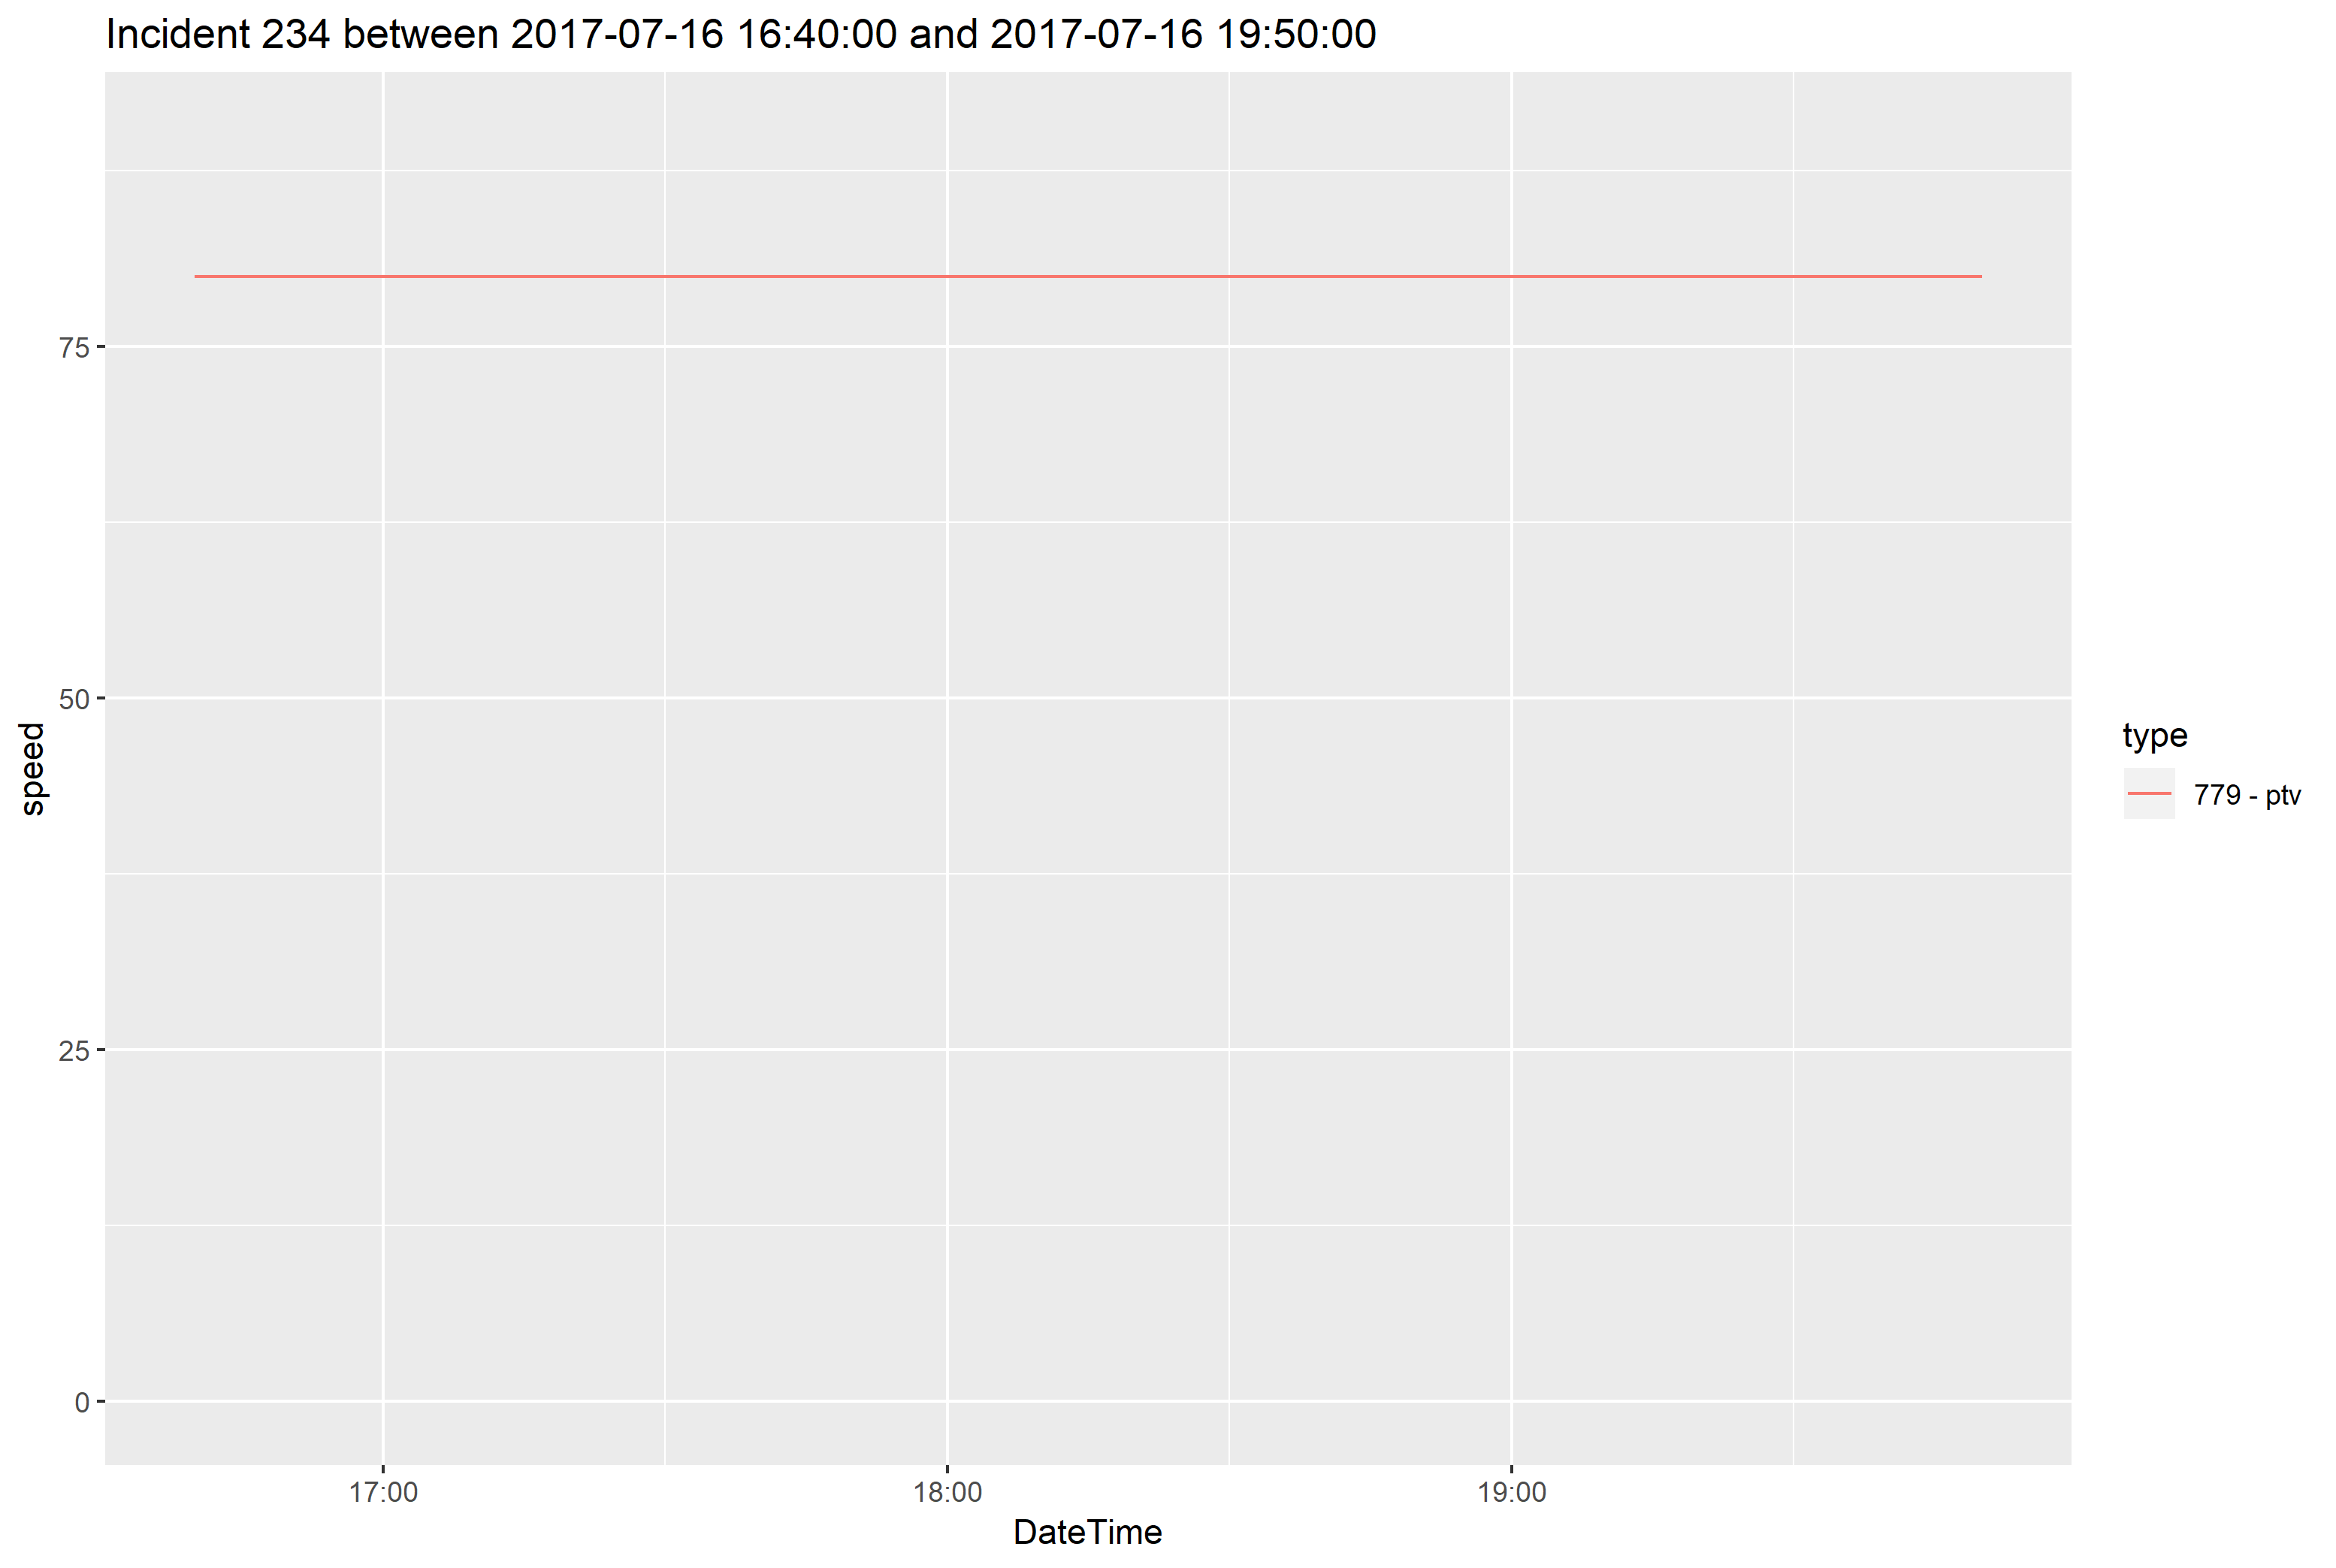 Incident 234 between 2017-07-16 16:40:00 and 2017-07-16 19:50:00
speed
75
50
25
0
17:00 18:00 19:00
DateTime
type
779 - ptv